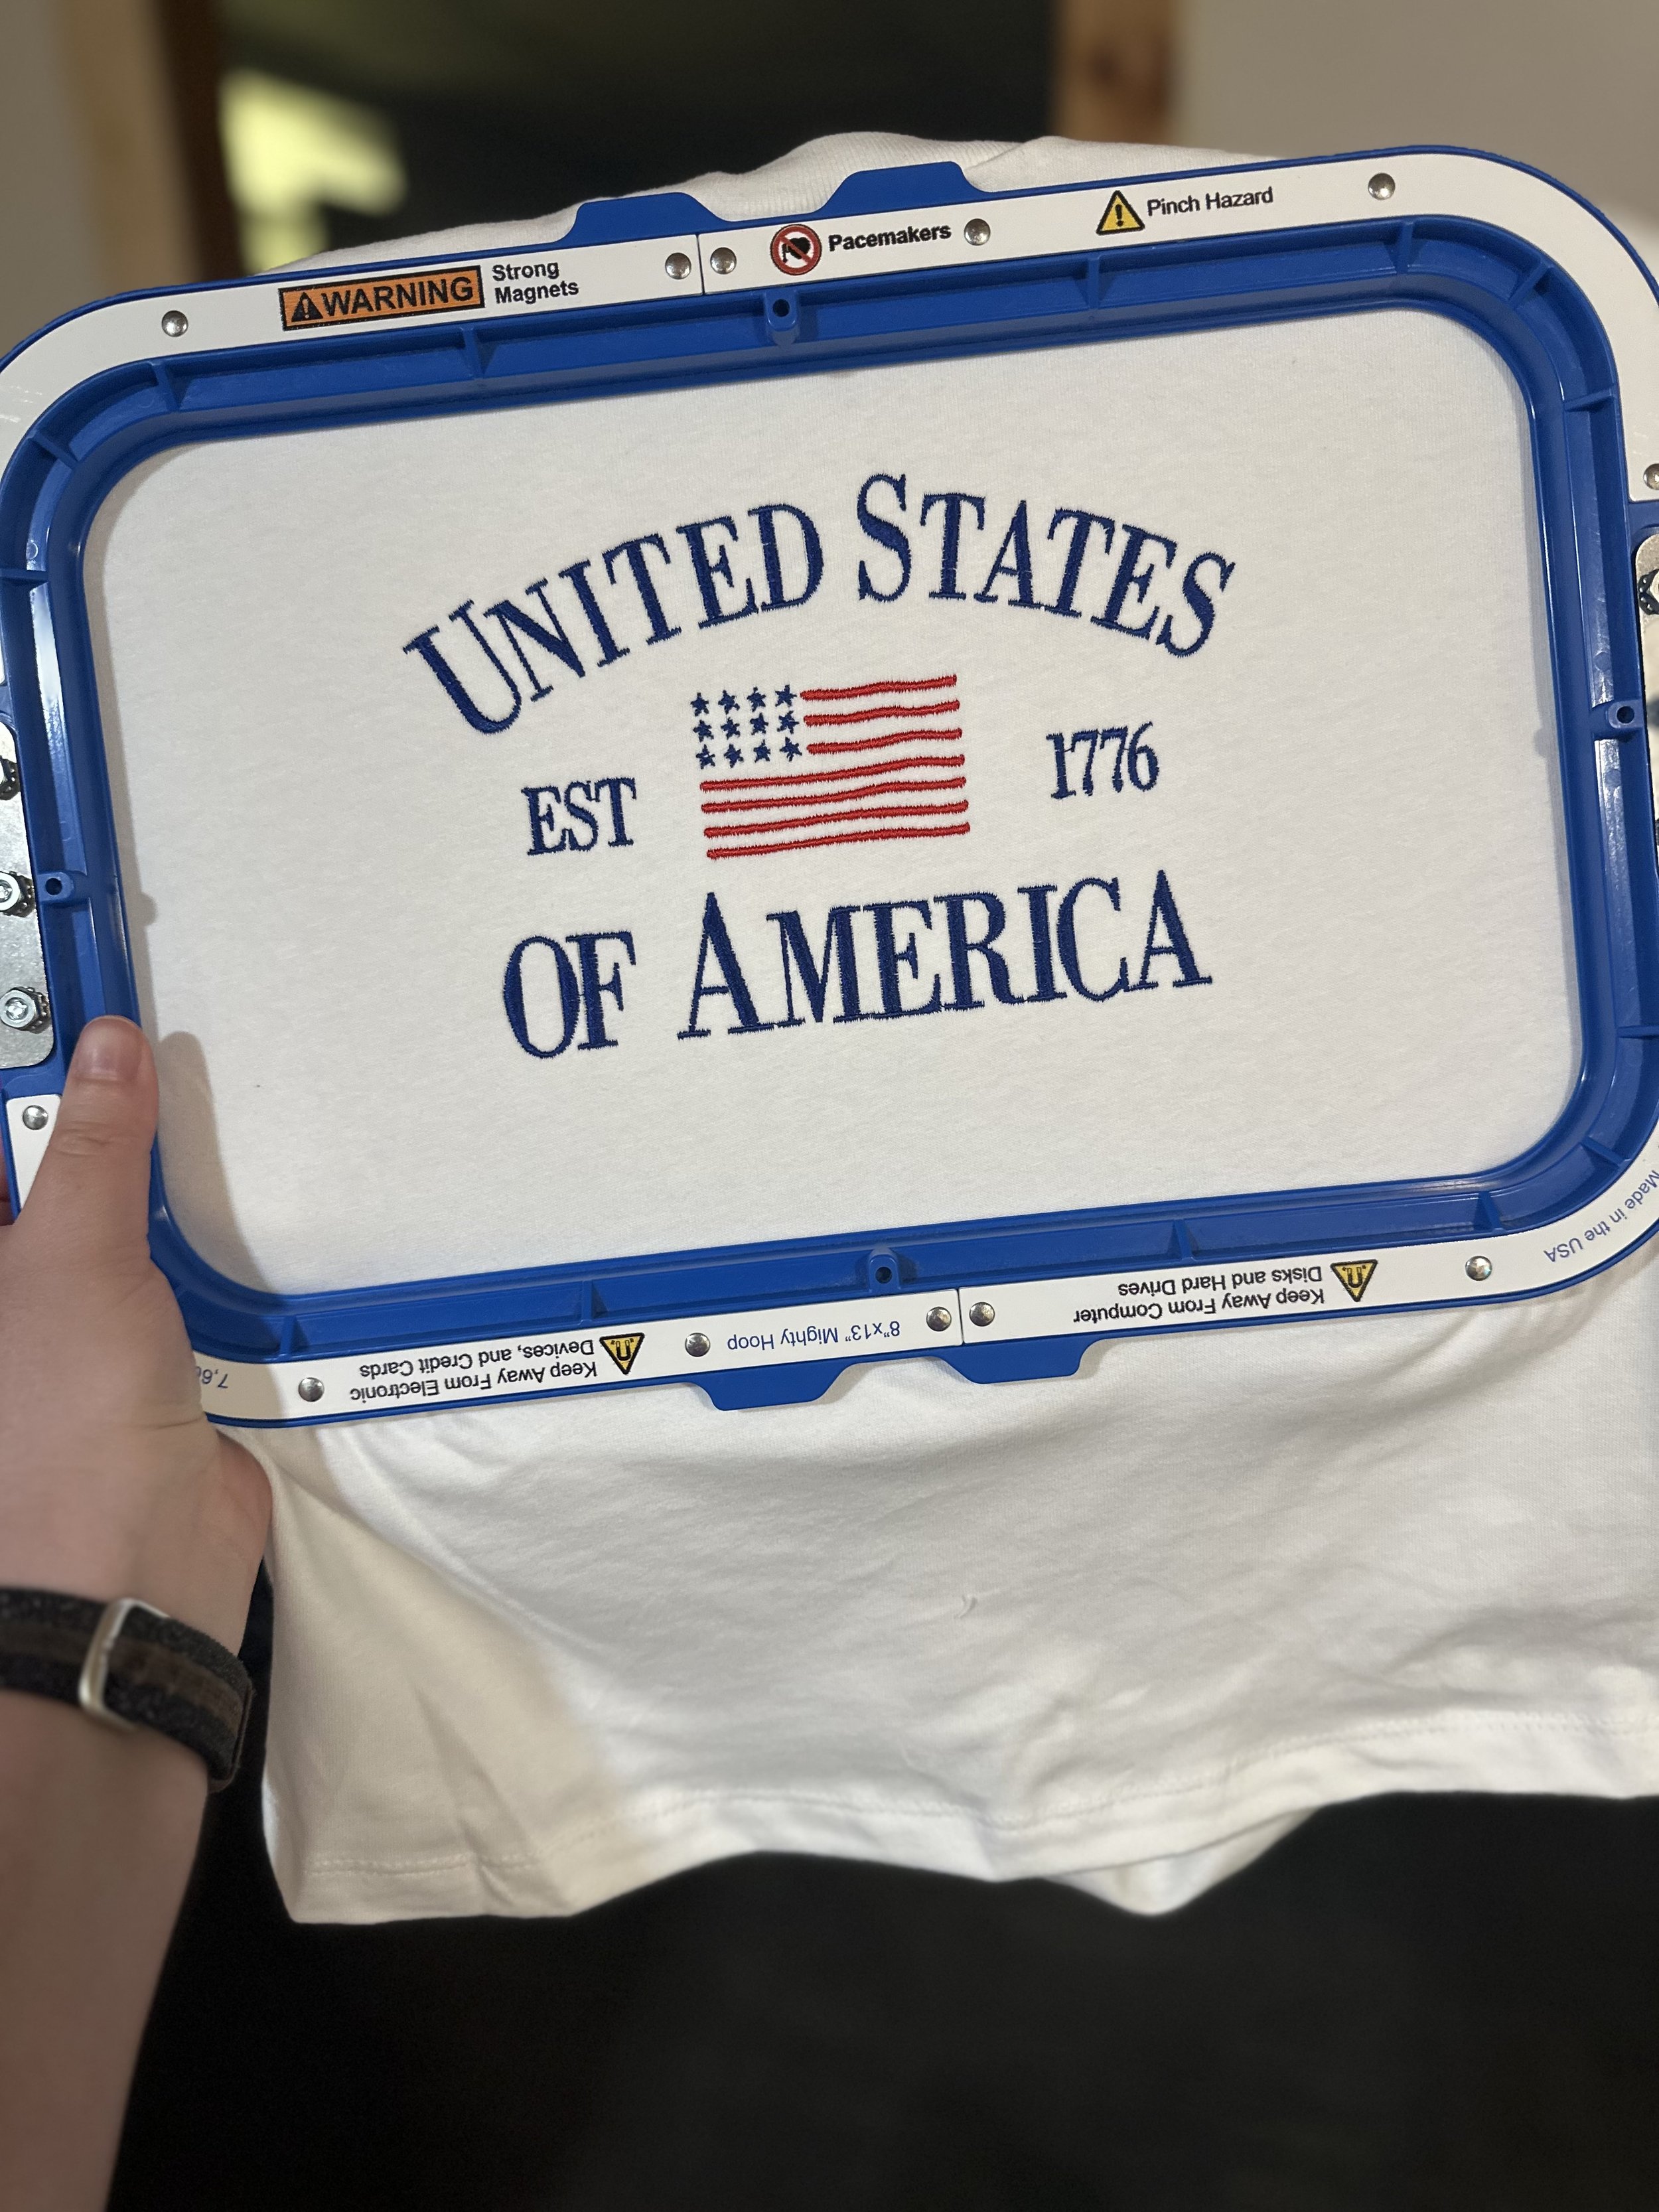 WARNING
Strong
Magnets
Pacemakers
Pinch Hazard
UNITED STATES
EST
1776
OF AMERICA
Made in the USA
Keep Away From Computer
Disks and Hard Drives
8"x13" Mighty Hoop
Keep Away From Electronic
Devices, and Credit Cards